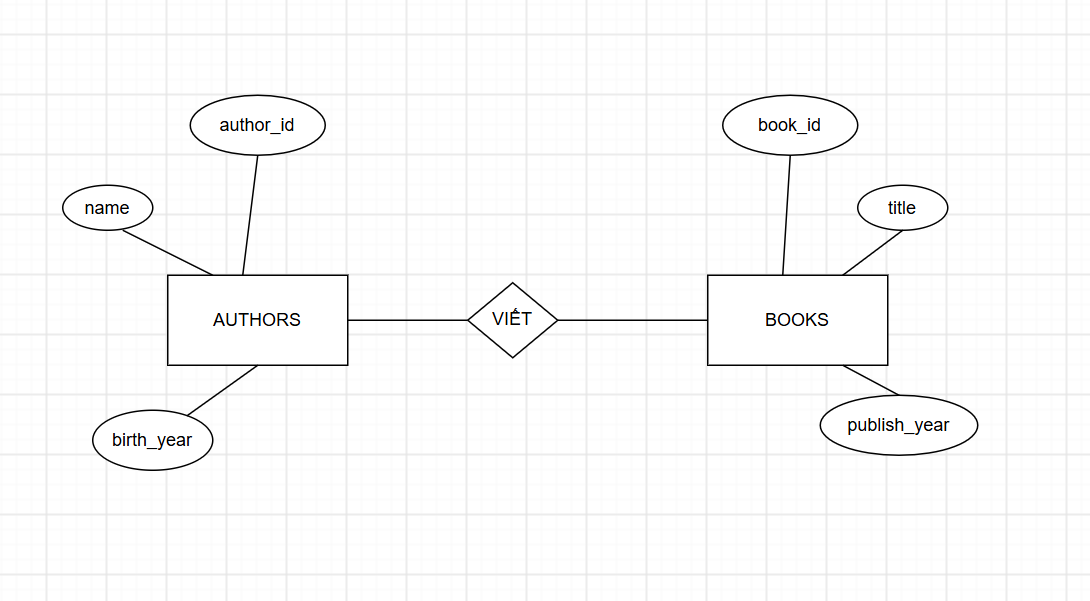 author_id
book_id
name
title
AUTHORS
VIẾT
BOOKS
birth_year
publish_year